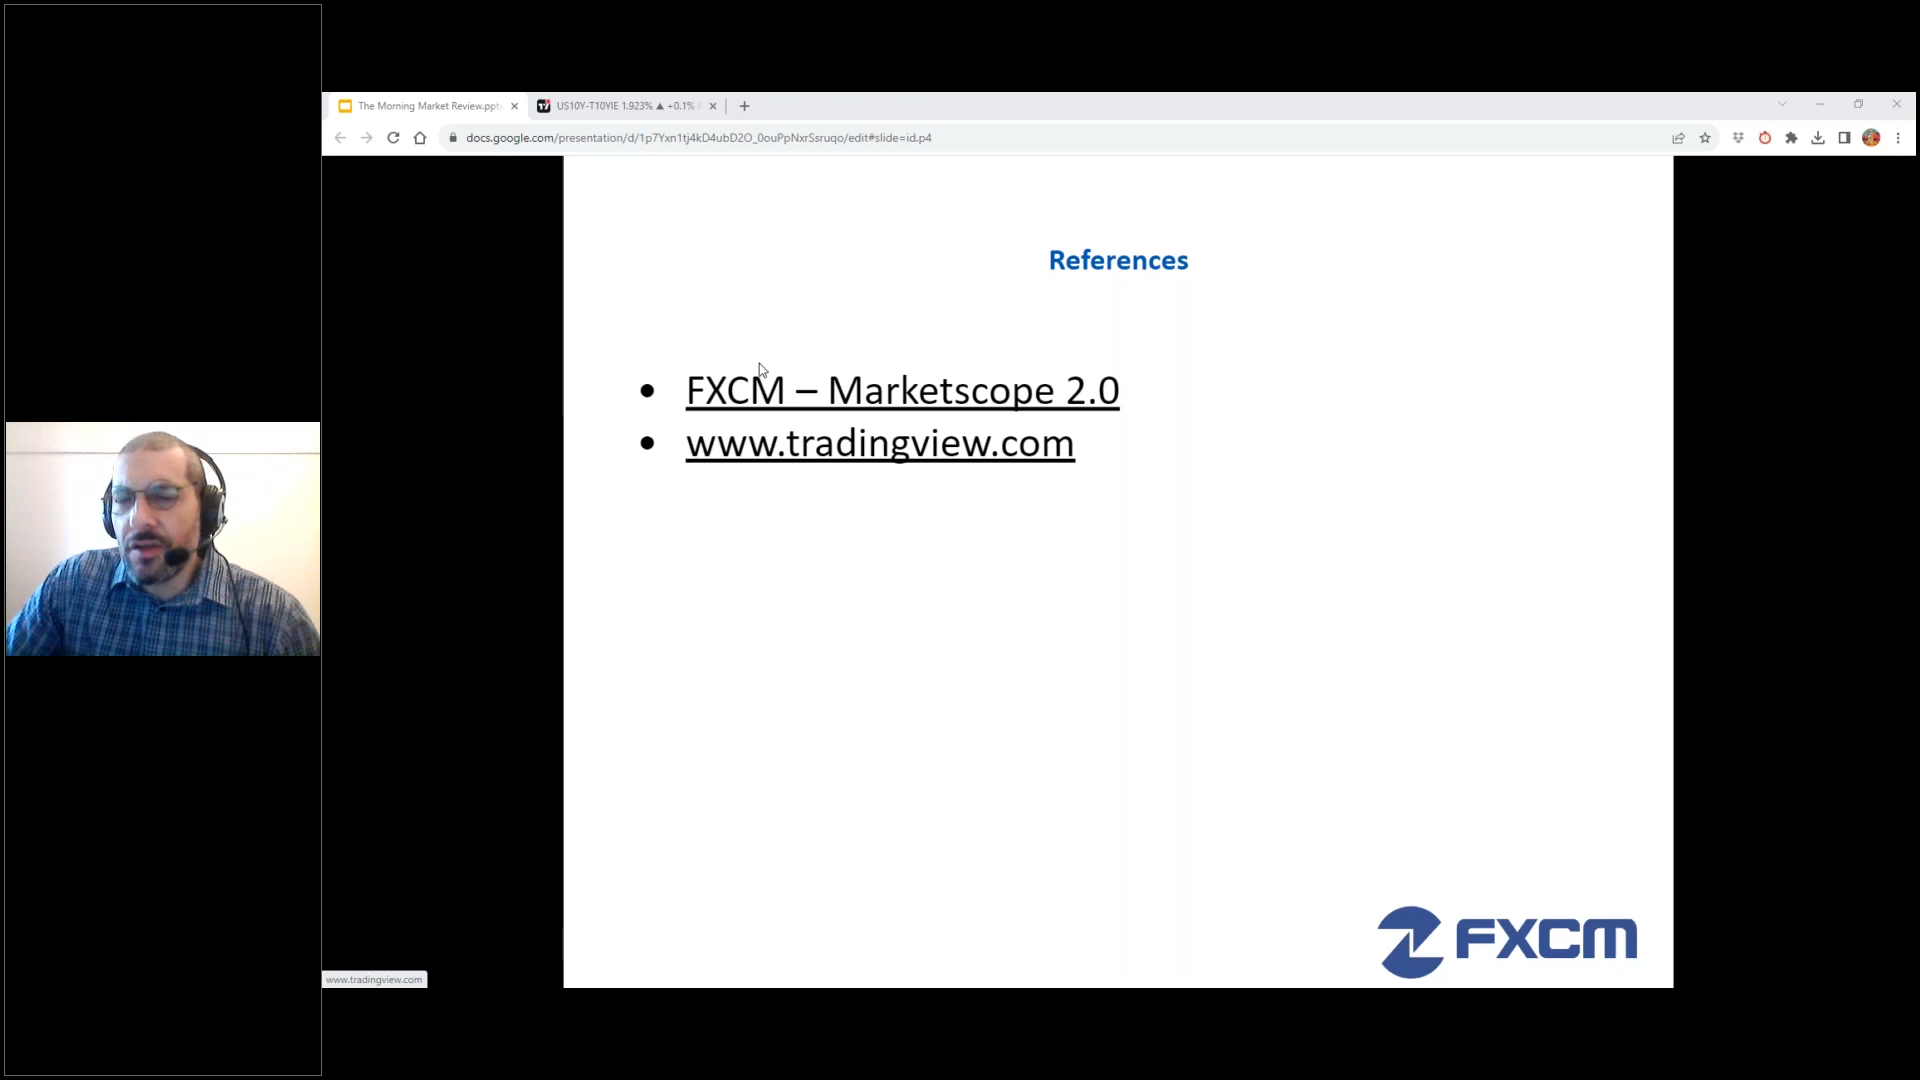 The Morning Market Review.ppt
US10Y-T10YIE 1.923% ▲ +0.1%
docs.google.com/presentation/d/1p7Yxn1tj4kD4ubD2O_0ouPpNxrSsruqo/edit#slide=id.p4
References
• FXCM – Marketscope 2.0
• www.tradingview.com
FXCM
www.tradingview.com